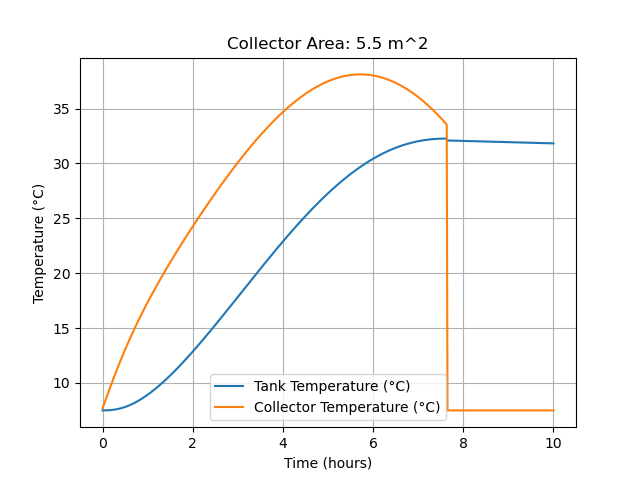 Collector Area: 5.5 m^2
Temperature (°C)
35
30
25
20
15
10
Tank Temperature (°C)
Collector Temperature (°C)
0 2 4 6 8 10
Time (hours)